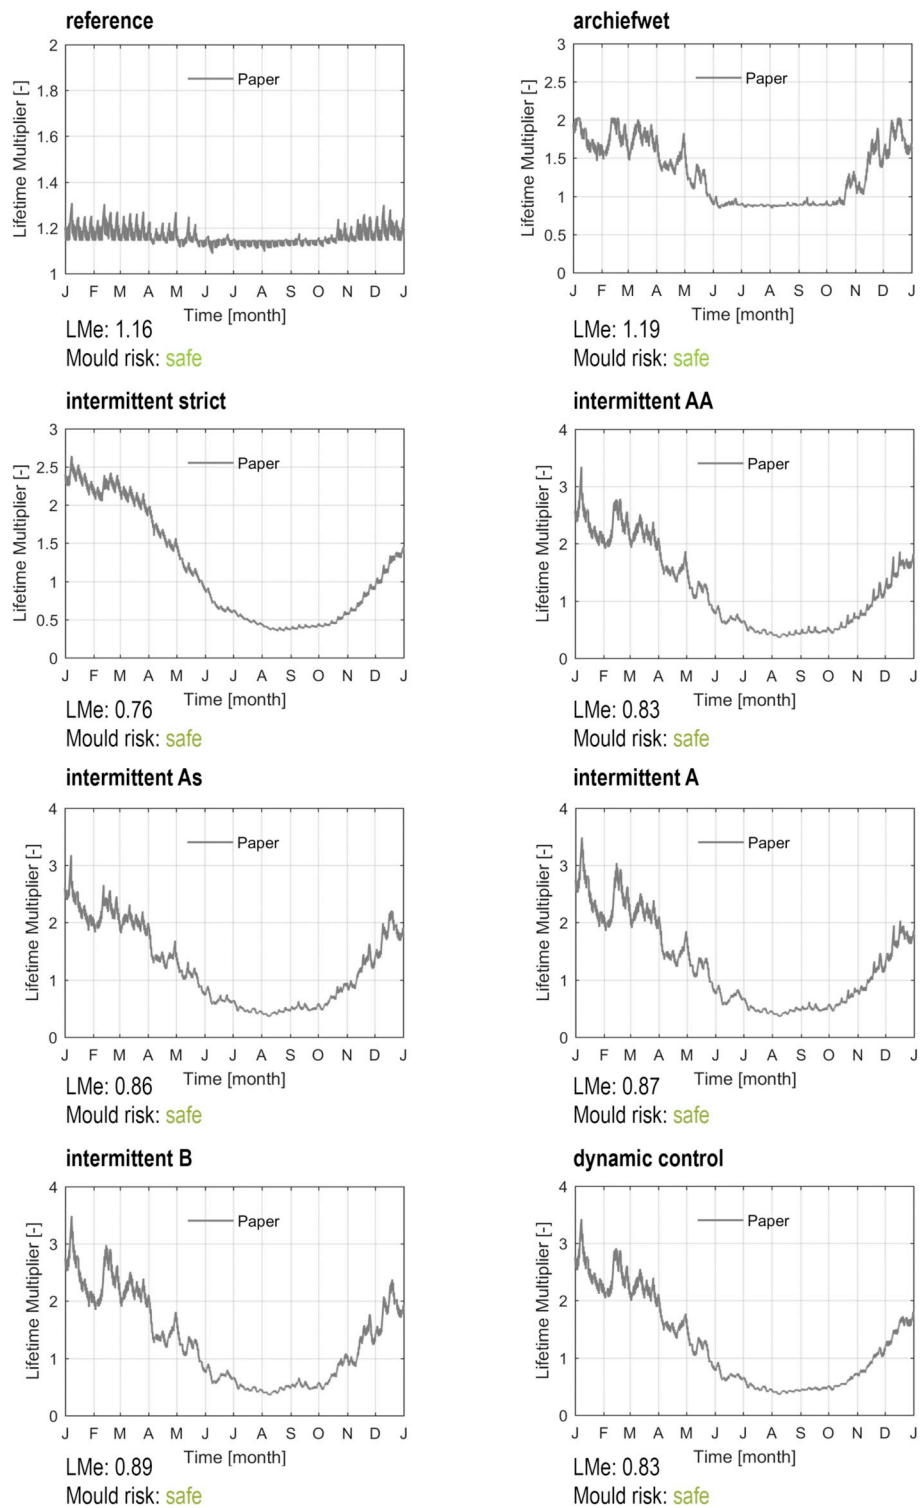 reference
2
1.8
1.6
1.4
1.2
1
Lifetime Multiplier [-]
Paper
J F M A M J J A S O N D J
Time [month]
LMe: 1.16
Mould risk: safe
archiefwet
3
2.5
2
1.5
1
0.5
0
Lifetime Multiplier [-]
Paper
J F M A M J J A S O N D J
Time [month]
LMe: 1.19
Mould risk: safe
intermittent strict
3
2.5
2
1.5
1
0.5
0
Lifetime Multiplier [-]
Paper
J F M A M J J A S O N D J
Time [month]
LMe: 0.76
Mould risk: safe
intermittent AA
4
3
2
1
0
Lifetime Multiplier [-]
Paper
J F M A M J J A S O N D J
Time [month]
LMe: 0.83
Mould risk: safe
intermittent As
4
3
2
1
0
Lifetime Multiplier [-]
Paper
J F M A M J J A S O N D J
Time [month]
LMe: 0.86
Mould risk: safe
intermittent A
4
3
2
1
0
Lifetime Multiplier [-]
Paper
J F M A M J J A S O N D J
Time [month]
LMe: 0.87
Mould risk: safe
intermittent B
4
3
2
1
0
Lifetime Multiplier [-]
Paper
J F M A M J J A S O N D J
Time [month]
LMe: 0.89
Mould risk: safe
dynamic control
4
3
2
1
0
Lifetime Multiplier [-]
Paper
J F M A M J J A S O N D J
Time [month]
LMe: 0.83
Mould risk: safe